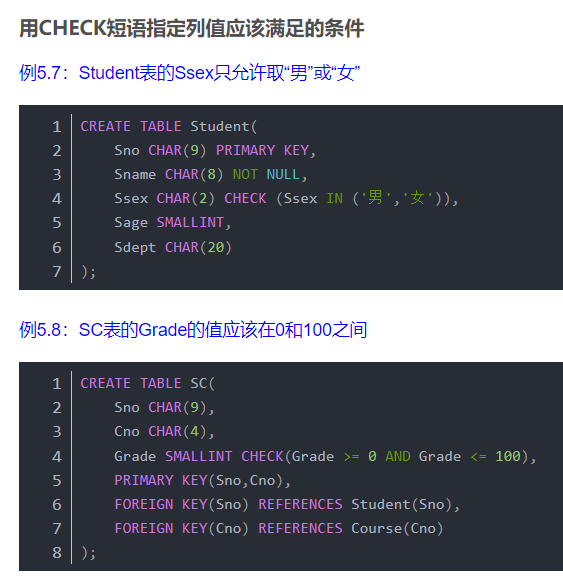 用CHECK短语指定列值应该满足的条件
例5.7：Student表的Ssex只允许取“男”或“女”
1 CREATE TABLE Student(
2     Sno CHAR(9) PRIMARY KEY,
3     Sname CHAR(8) NOT NULL,
4     Ssex CHAR(2) CHECK (Ssex IN ('男','女')),
5     Sage SMALLINT,
6     Sdept CHAR(20)
7 );
例5.8：SC表的Grade的值应该在0和100之间
1 CREATE TABLE SC(
2     Sno CHAR(9),
3     Cno CHAR(4),
4     Grade SMALLINT CHECK(Grade >= 0 AND Grade <= 100),
5     PRIMARY KEY(Sno,Cno),
6     FOREIGN KEY(Sno) REFERENCES Student(Sno),
7     FOREIGN KEY(Cno) REFERENCES Course(Cno)
8 );